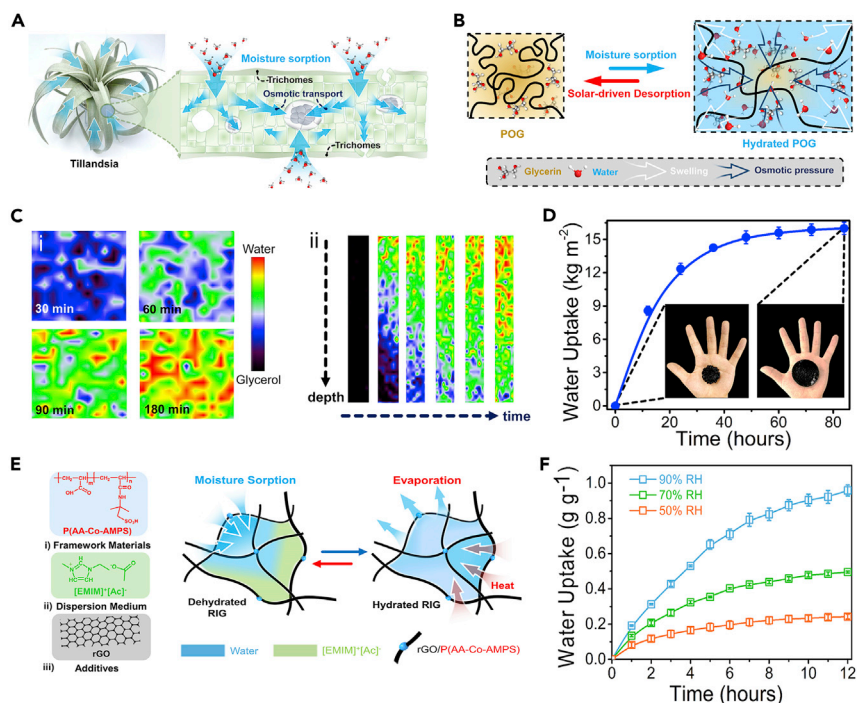 A
Moisture sorption
Trichomes
Osmotic transport
Trichomes
Tillandsia
B
Moisture sorption
Solar-driven Desorption
POG
Hydrated POG
Glycerin
Water
Swelling
Osmotic pressure
C
i
30 min
60 min
90 min
180 min
Water
Glycerol
ii
depth
time
D
Water Uptake (kg m⁻²)
15
12
9
6
3
0
0 20 40 60 80
Time (hours)
E
P(AA-Co-AMPS)
i) Framework Materials
[EMIM]⁺[Ac]⁻
ii) Dispersion Medium
rGO
iii) Additives
Moisture Sorption
Evaporation
Dehydrated
RIG
Heat
Hydrated RIG
Water
[EMIM]⁺[Ac]⁻
rGO/P(AA-Co-AMPS)
F
Water Uptake (g g⁻¹)
1.0
0.8
0.6
0.4
0.2
0.0
90% RH
70% RH
50% RH
0 2 4 6 8 10 12
Time (hours)